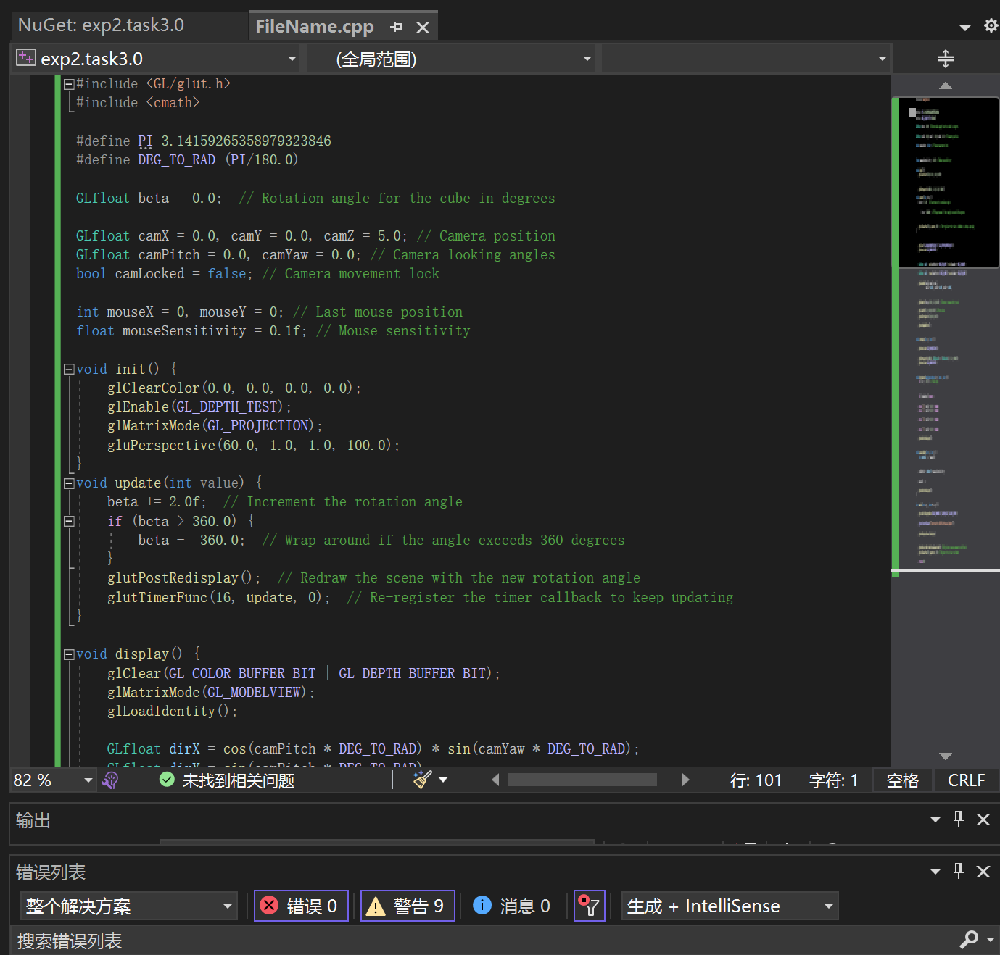 NuGet: exp2.task3.0
FileName.cpp
exp2.task3.0
(全局范围)
#include <GL/glut.h>
#include <cmath>
#define PI 3.14159265358979323846
#define DEG_TO_RAD (PI/180.0)
GLfloat beta = 0.0;  // Rotation angle for the cube in degrees
GLfloat camX = 0.0, camY = 0.0, camZ = 5.0; // Camera position
GLfloat camPitch = 0.0, camYaw = 0.0; // Camera looking angles
bool camLocked = false; // Camera movement lock
int mouseX = 0, mouseY = 0; // Last mouse position
float mouseSensitivity = 0.1f; // Mouse sensitivity
void init() {
glClearColor(0.0, 0.0, 0.0, 0.0);
glEnable(GL_DEPTH_TEST);
glMatrixMode(GL_PROJECTION);
gluPerspective(60.0, 1.0, 1.0, 100.0);
}
void update(int value) {
beta += 2.0f;  // Increment the rotation angle
if (beta > 360.0) {
beta -= 360.0;  // Wrap around if the angle exceeds 360 degrees
}
glutPostRedisplay();  // Redraw the scene with the new rotation angle
glutTimerFunc(16, update, 0);  // Re-register the timer callback to keep updating
}
void display() {
glClear(GL_COLOR_BUFFER_BIT | GL_DEPTH_BUFFER_BIT);
glMatrixMode(GL_MODELVIEW);
glLoadIdentity();
GLfloat dirX = cos(camPitch * DEG_TO_RAD) * sin(camYaw * DEG_TO_RAD);
GLfloat dirY = sin(camPitch * DEG_TO_RAD);
82 %
未找到相关问题
行: 101
字符: 1
空格
CRLF
输出
错误列表
整个解决方案
错误 0
警告 9
消息 0
生成 + IntelliSense
搜索错误列表